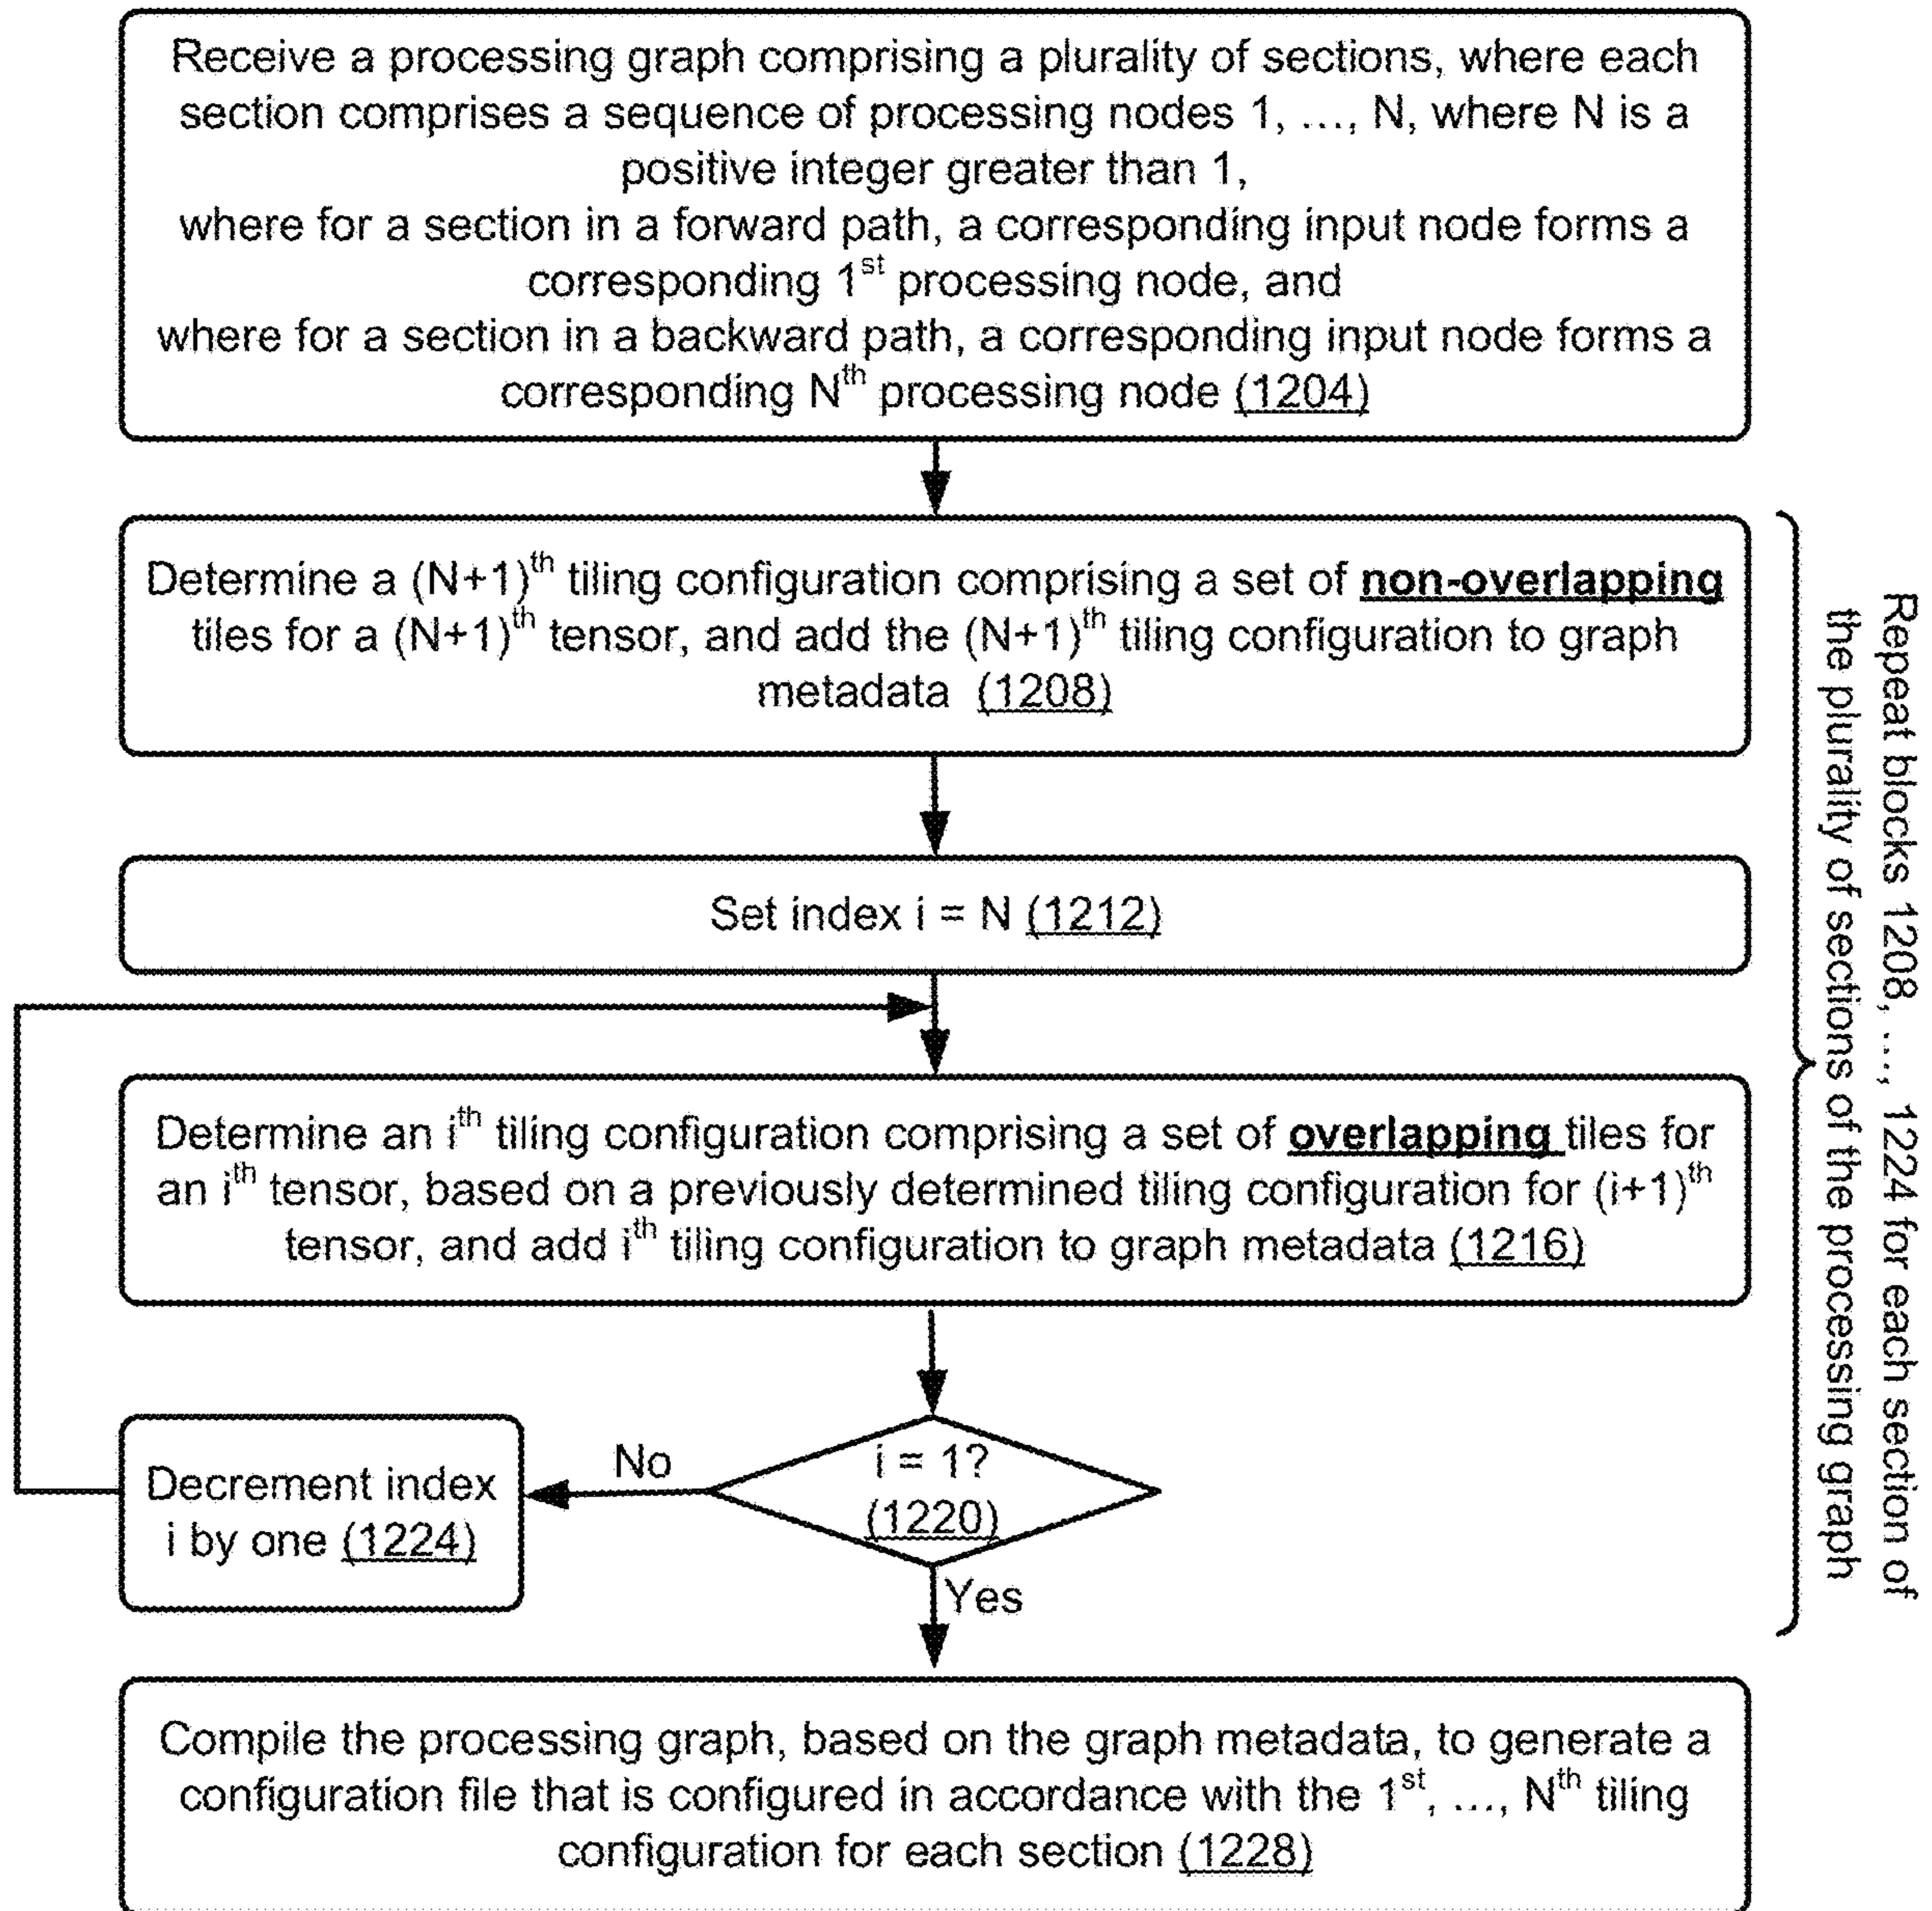 Receive a processing graph comprising a plurality of sections, where each
section comprises a sequence of processing nodes 1, ..., N, where N is a
positive integer greater than 1,
where for a section in a forward path, a corresponding input node forms a
corresponding 1st processing node, and
where for a section in a backward path, a corresponding input node forms a
corresponding Nth processing node (1204)
Determine a (N+1)th tiling configuration comprising a set of non-overlapping
tiles for a (N+1)th tensor, and add the (N+1)th tiling configuration to graph
metadata (1208)
Set index i = N (1212)
Determine an ith tiling configuration comprising a set of overlapping tiles for
an ith tensor, based on a previously determined tiling configuration for (i+1)th
tensor, and add ith tiling configuration to graph metadata (1216)
i = 1?
(1220)
No
Decrement index
i by one (1224)
Yes
Compile the processing graph, based on the graph metadata, to generate a
configuration file that is configured in accordance with the 1st, ..., Nth tiling
configuration for each section (1228)
Repeat blocks 1208, ..., 1224 for each section of
the plurality of sections of the processing graph